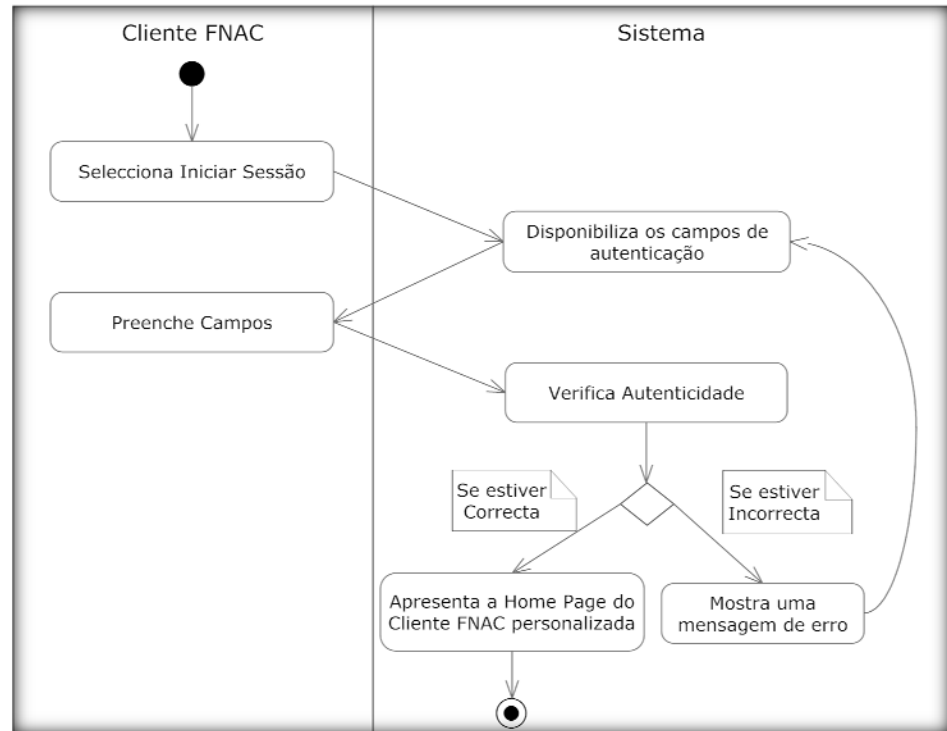 Cliente FNAC
Sistema
Selecciona Iniciar Sessão
Disponibiliza os campos de
autenticação
Preenche Campos
Verifica Autenticidade
Se estiver
Correcta
Se estiver
Incorrecta
Apresenta a Home Page do
Cliente FNAC personalizada
Mostra uma
mensagem de erro